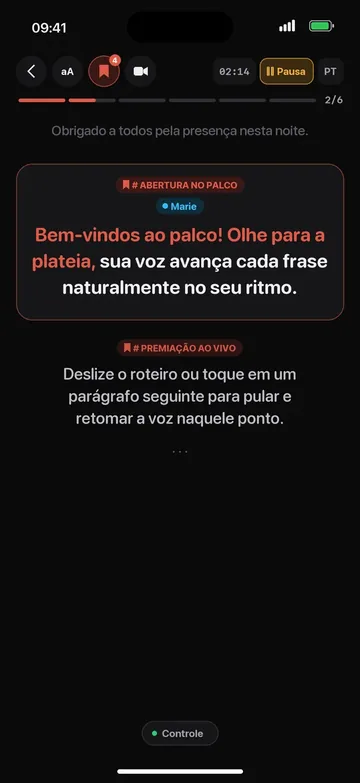 09:41
aA
4
02:14
Pausa
PT
2/6
Obrigado a todos pela presença nesta noite.
# ABERTURA NO PALCO
Marie
Bem-vindos ao palco! Olhe para a
plateia, sua voz avança cada frase
naturalmente no seu ritmo.
# PREMIAÇÃO AO VIVO
Deslize o roteiro ou toque em um
parágrafo seguinte para pular e
retomar a voz naquele ponto.
...
Controle